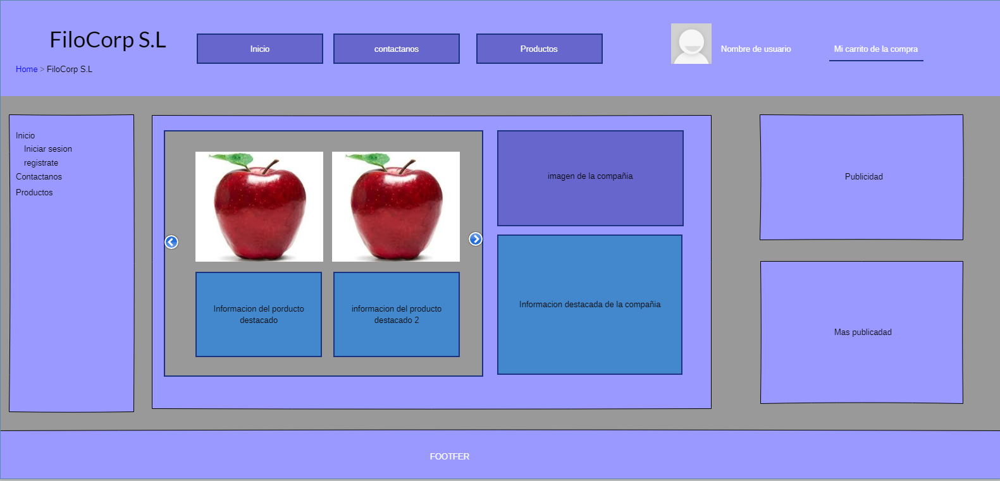 FiloCorp S.L
Inicio
contactanos
Productos
Nombre de usuario
Mi carrito de la compra
Home > FiloCorp S.L
Inicio
Iniciar sesion
registrate
Contactanos
Productos
Informacion del porducto
destacado
informacion del producto
destacado 2
imagen de la compañia
Informacion destacada de la compañia
Publicidad
Mas publicadad
FOOTFER